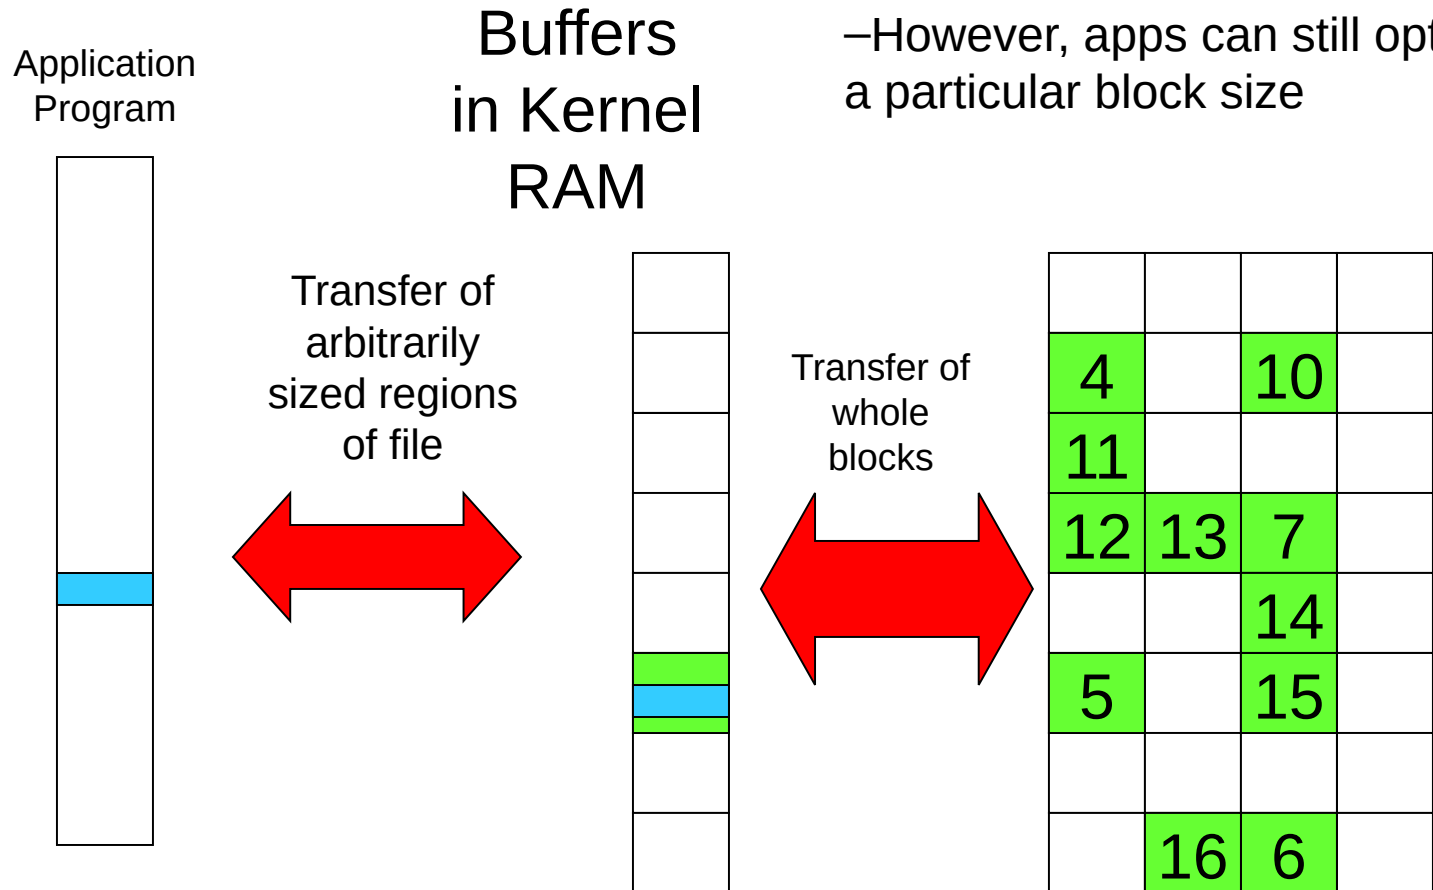 Application
Program
Buffers
in Kernel
RAM
–However, apps can still
a particular block size
Transfer of
arbitrarily
sized regions
of file
Transfer of
whole
blocks
4 10
11
12 13 7
14
5 15
16 6